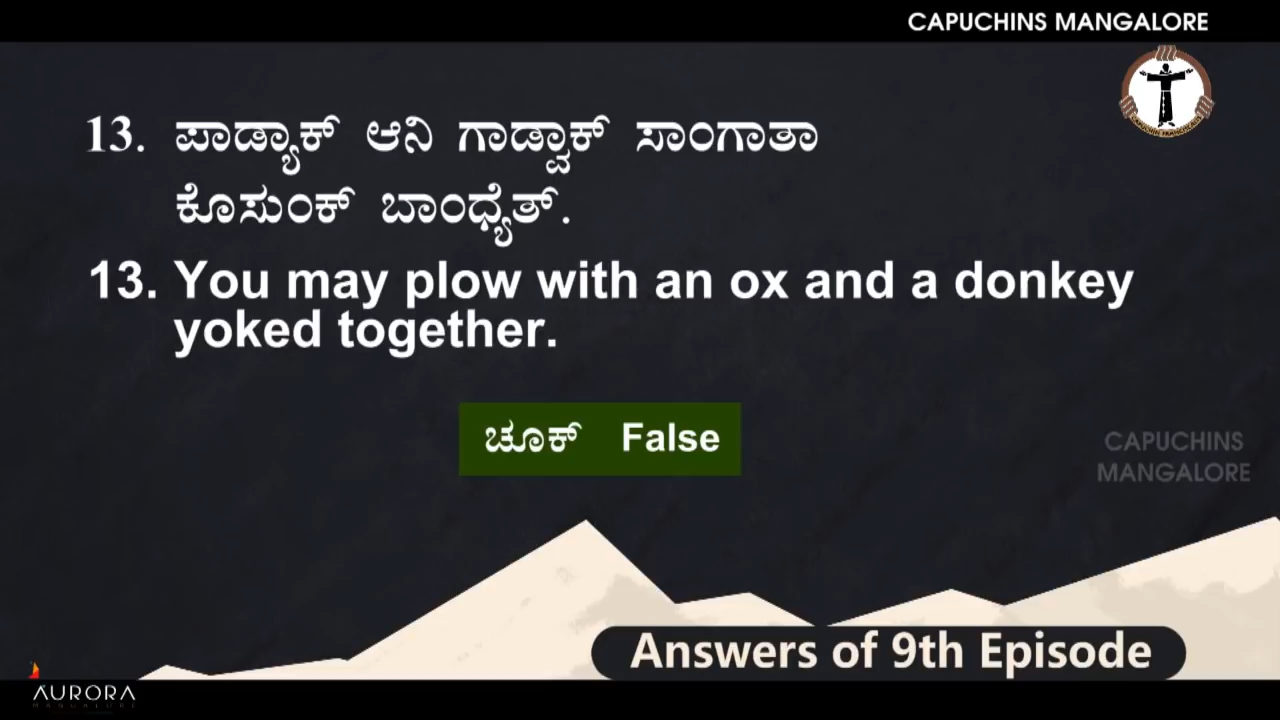 CAPUCHINS MANGALORE
13. ಪಾಡ್ಯಾಕ್ ಆನಿ ಗಾಡ್ವಾಕ್ ಸಾಂಗಾತಾ
ಕೊಸುಂಕ್ ಬಾಂಧ್ಯೆತ್.
13. You may plow with an ox and a donkey
yoked together.
ಚೂಕ್ False
CAPUCHINS
MANGALORE
Answers of 9th Episode
AURORA
MANGALORE